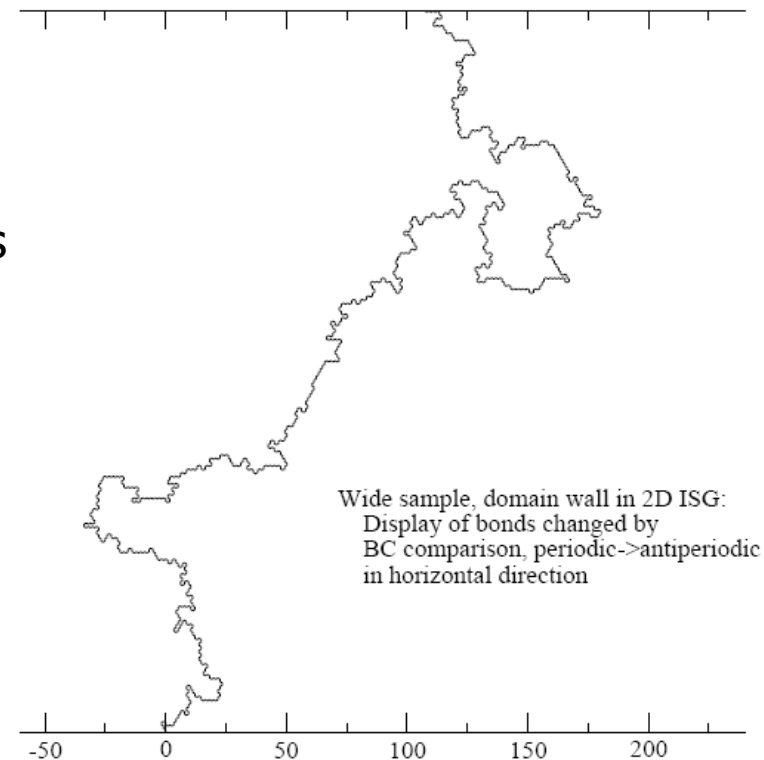 s
Wide sample, domain wall in 2D ISG:
Display of bonds changed by
BC comparison, periodic->antiperiodic
in horizontal direction
-50 0 50 100 150 200